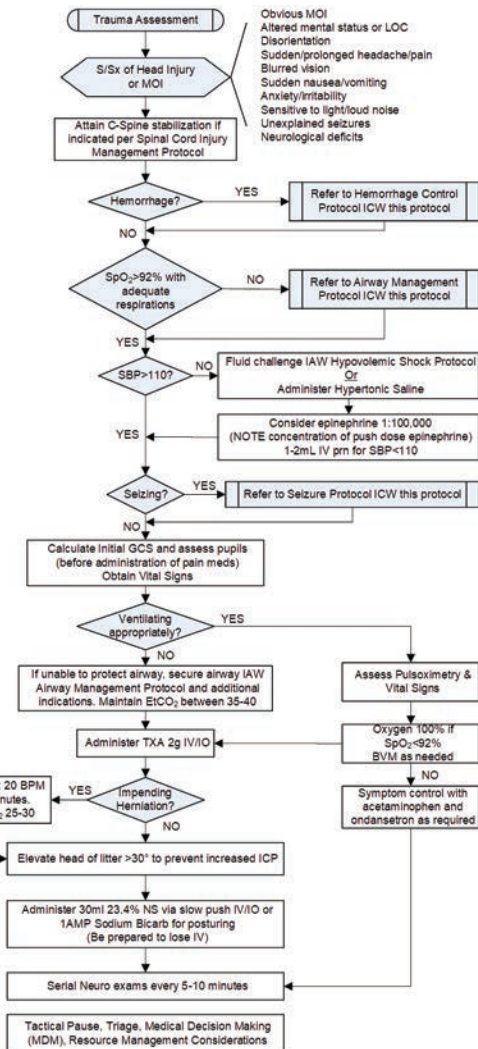 Trauma Assessment
S/Sx of Head Injury
or MOI
Obvious MOI
Altered mental status or LOC
Disorientation
Sudden/prolonged headache/pain
Blurred vision
Sudden nausea/vomiting
Anxiety/irritability
Sensitive to light/loud noise
Unexplained seizures
Neurological deficits
Attain C-Spine stabilization if
indicated per Spinal Cord Injury
Management Protocol
Hemorrhage?
YES
Refer to Hemorrhage Control
Protocol ICW this protocol
NO
SpO2>92% with
adequate
respirations
NO
Refer to Airway Management
Protocol ICW this protocol
YES
SBP>110?
NO
Fluid challenge IAW Hypovolemic Shock Protocol
Or
Administer Hypertonic Saline
Consider epinephrine 1:100,000
(NOTE concentration of push dose epinephrine)
1-2mL IV prn for SBP<110
YES
Seizing?
YES
Refer to Seizure Protocol ICW this protocol
NO
Calculate Initial GCS and assess pupils
(before administration of pain meds)
Obtain Vital Signs
Ventilating
appropriately?
YES
NO
If unable to protect airway, secure airway IAW
Airway Management Protocol and additional
indications. Maintain EtCO2 between 35-40
Assess Pulsoximetry &
Vital Signs
Administer TXA 2g IV/IO
Oxygen 100% if
SpO2<92%
BVM as needed
20 BPM
nutes.
25-30
YES
Impending
Herniation?
NO
NO
Symptom control with
acetaminophen and
ondansetron as required
Elevate head of litter >30° to prevent increased ICP
Administer 30ml 23.4% NS via slow push IV/IO or
1AMP Sodium Bicarb for posturing
(Be prepared to lose IV)
Serial Neuro exams every 5-10 minutes
Tactical Pause, Triage, Medical Decision Making
(MDM), Resource Management Considerations